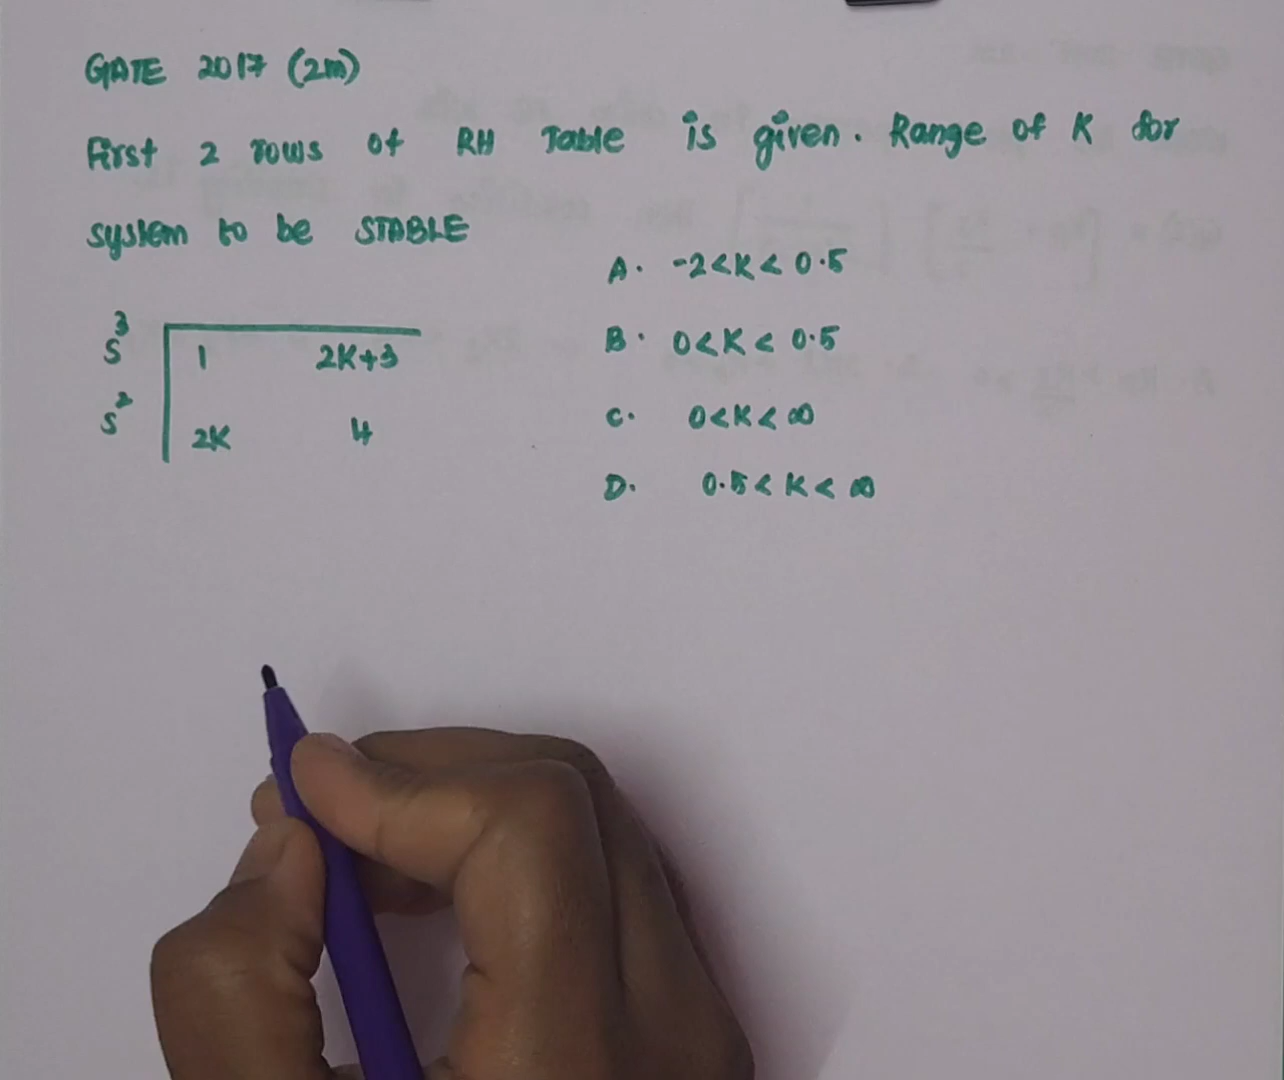 GATE 2017 (2m)
First 2 rows of RH Table is given. Range of K for
system to be STABLE
A. -2<K< 0.5
B. 0<K< 0.5
C. 0<K< ∞
D. 0.5< K< ∞
s³ 1 2K+3
s² 2K 4